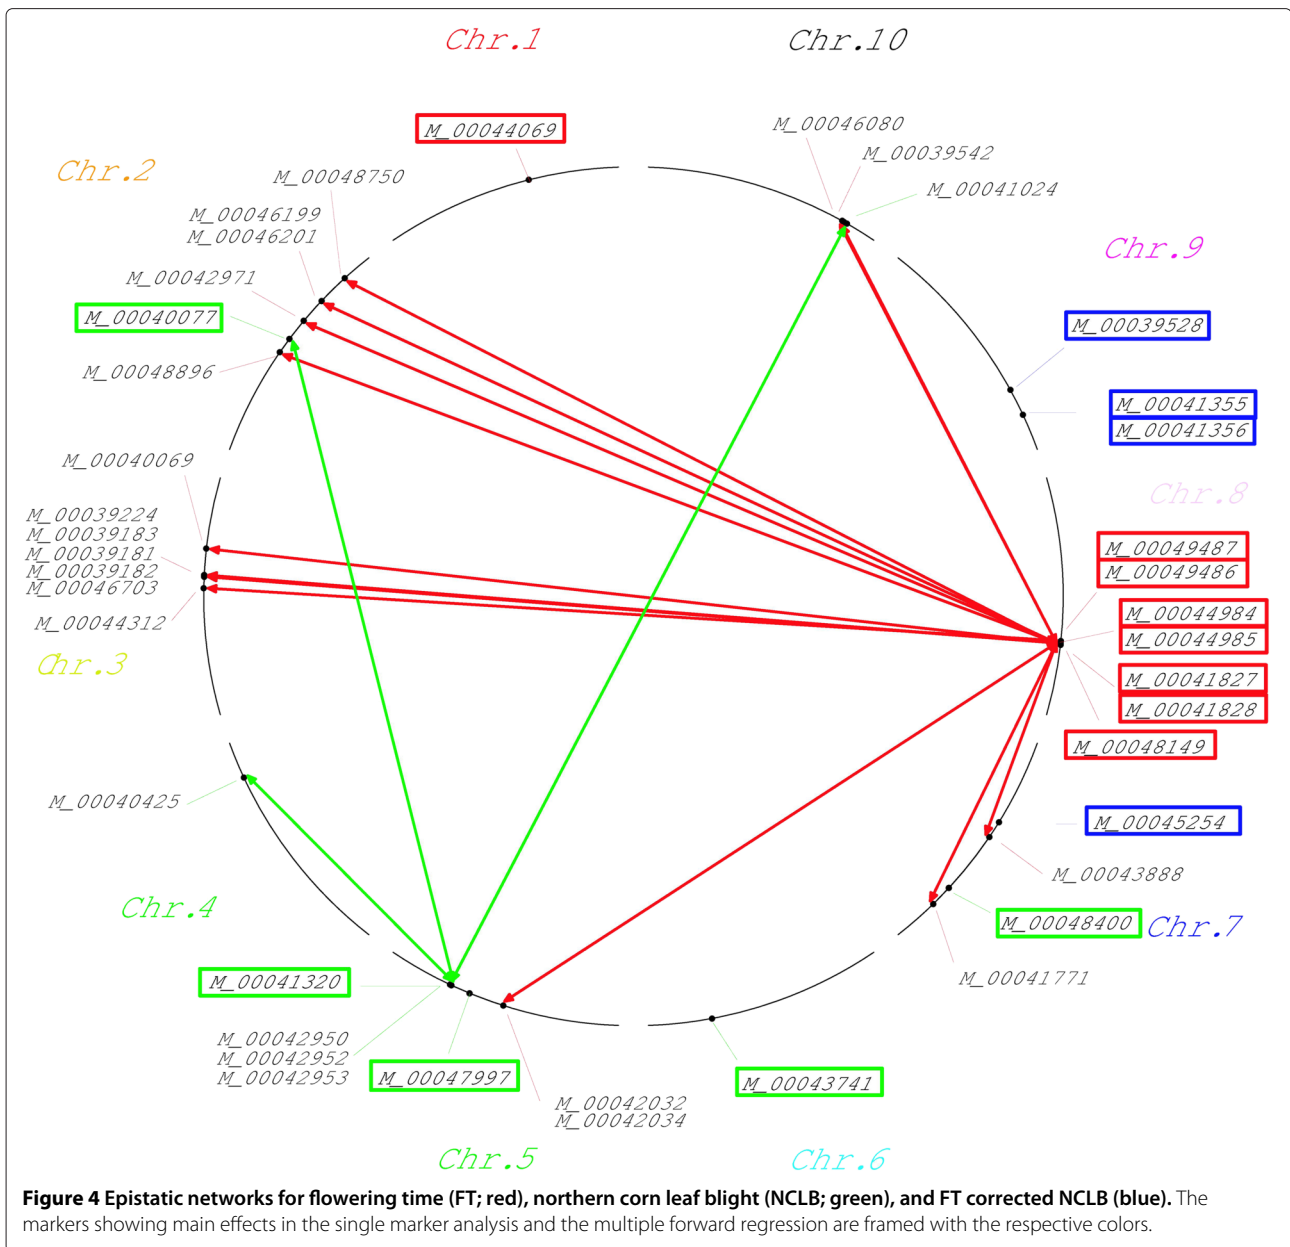 Chr.1
Chr.10
M_00044069
M_00046080
M_00039542
M_00041024
Chr.2
M_00048750
M_00046199
M_00046201
M_00042971
M_00040077
M_00048896
Chr.9
M_00039528
M_00041355
M_00041356
M_00040069
M_00039224
M_00039183
M_00039181
M_00039182
M_00046703
M_00044312
Chr.3
Chr.8
M_00049487
M_00049486
M_00044984
M_00044985
M_00041827
M_00041828
M_00048149
M_00040425
Chr.4
M_00045254
M_00043888
M_00048400
Chr.7
M_00041771
M_00041320
M_00042950
M_00042952
M_00042953
M_00047997
M_00042032
M_00042034
M_00043741
Chr.5
Chr.6
Figure 4 Epistatic networks for flowering time (FT; red), northern corn leaf blight (NCLB; green), and FT corrected NCLB (blue). The
markers showing main effects in the single marker analysis and the multiple forward regression are framed with the respective colors.